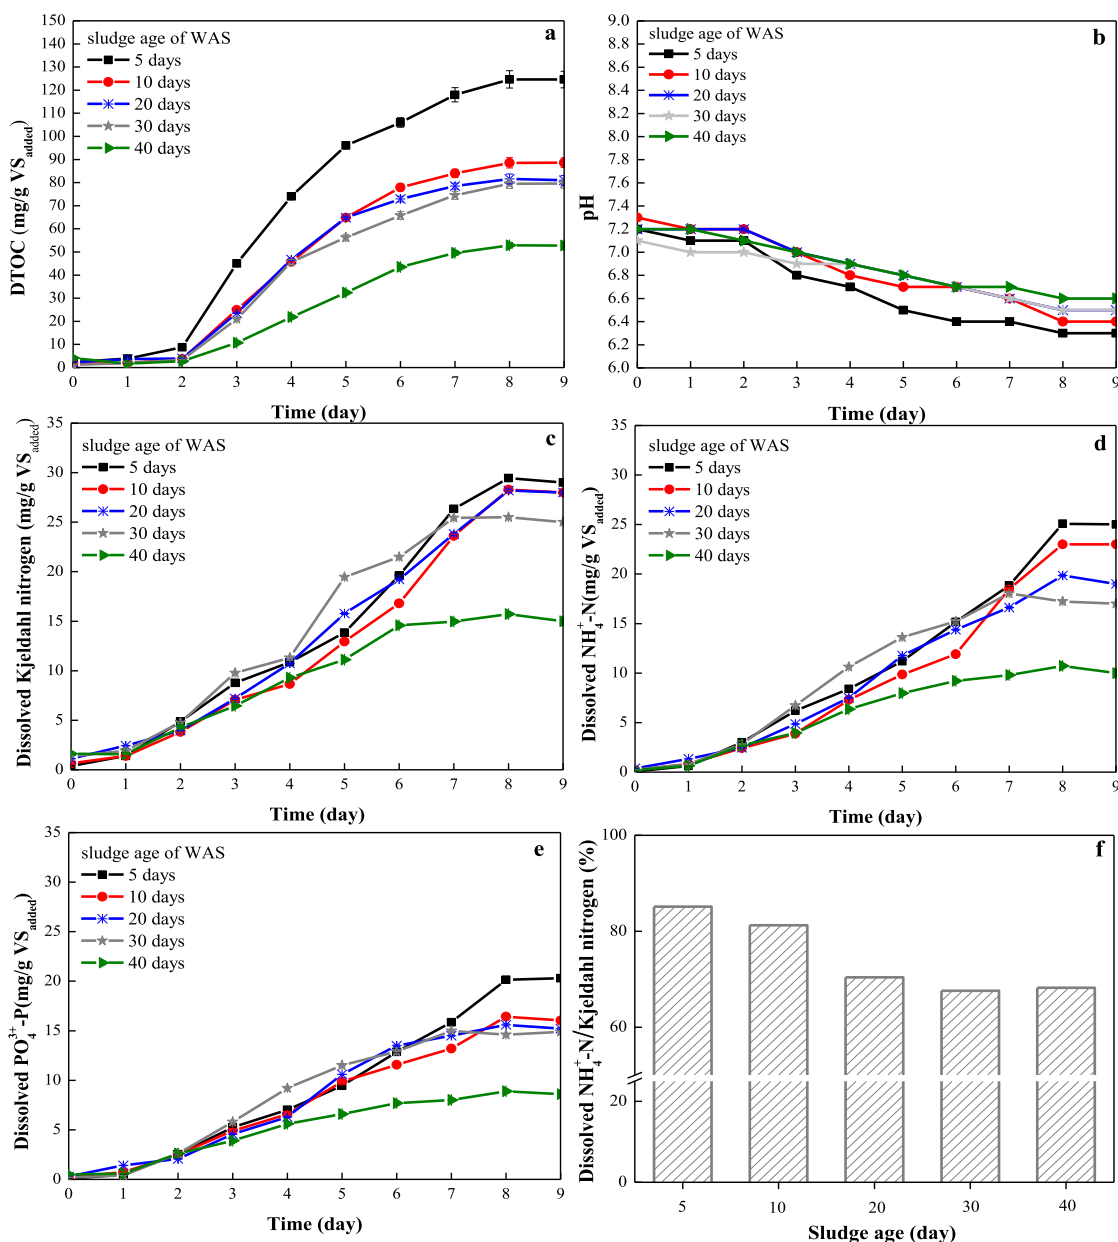 a
sludge age of WAS
5 days
10 days
20 days
30 days
40 days
DTOC (mg/g VS_added)
150
140
130
120
110
100
90
80
70
60
50
40
30
20
10
0
0 1 2 3 4 5 6 7 8 9
Time (day)
b
sludge age of WAS
5 days
10 days
20 days
30 days
40 days
pH
9.0
8.8
8.6
8.4
8.2
8.0
7.8
7.6
7.4
7.2
7.0
6.8
6.6
6.4
6.2
6.0
0 1 2 3 4 5 6 7 8 9
Time (day)
c
sludge age of WAS
5 days
10 days
20 days
30 days
40 days
Dissolved Kjeldahl nitrogen (mg/g VS_added)
35
30
25
20
15
10
5
0
0 1 2 3 4 5 6 7 8 9
Time (day)
d
sludge age of WAS
5 days
10 days
20 days
30 days
40 days
Dissolved NH₄⁺-N(mg/g VS_added)
35
30
25
20
15
10
5
0
0 1 2 3 4 5 6 7 8 9
Time (day)
e
sludge age of WAS
5 days
10 days
20 days
30 days
40 days
Dissolved PO₄³⁺-P(mg/g VS_added)
35
30
25
20
15
10
5
0
0 1 2 3 4 5 6 7 8 9
Time (day)
f
Dissolved NH₄⁺-N/Kjeldahl nitrogen (%)
100
80
60
20
0
5 10 20 30 40
Sludge age (day)